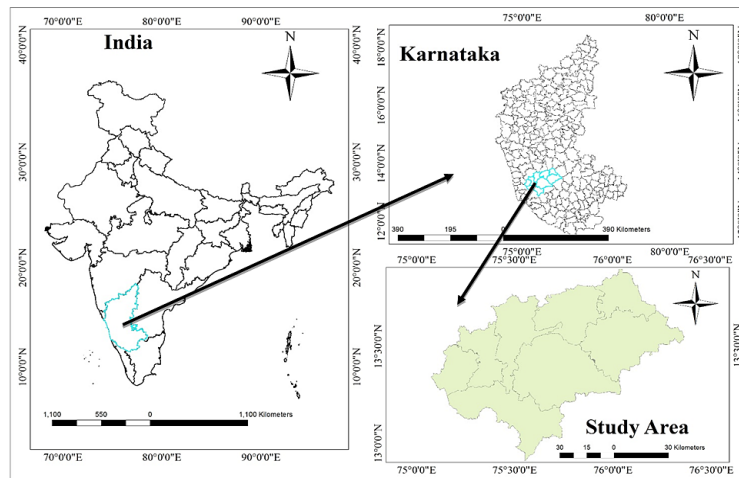 70°0'0"E 80°0'0"E 90°0'0"E
India
N
40°0'0"N
30°0'0"N
20°0'0"N
10°0'0"N
40°0'0"N
30°0'0"N
20°0'0"N
10°0'0"N
1,100 550 0 1,100 Kilometers
70°0'0"E 80°0'0"E 90°0'0"E
75°0'0"E 80°0'0"E
Karnataka
N
18°0'0"N
16°0'0"N
14°0'0"N
12°0'0"N
390 195 0 390 Kilometers
75°0'0"E 80°0'0"E
75°0'0"E 75°30'0"E 76°0'0"E 76°30'0"E
N
13°30'0"N
13°0'0"N
Study Area
30 15 0 30 Kilometers
75°0'0"E 75°30'0"E 76°0'0"E 76°30'0"E